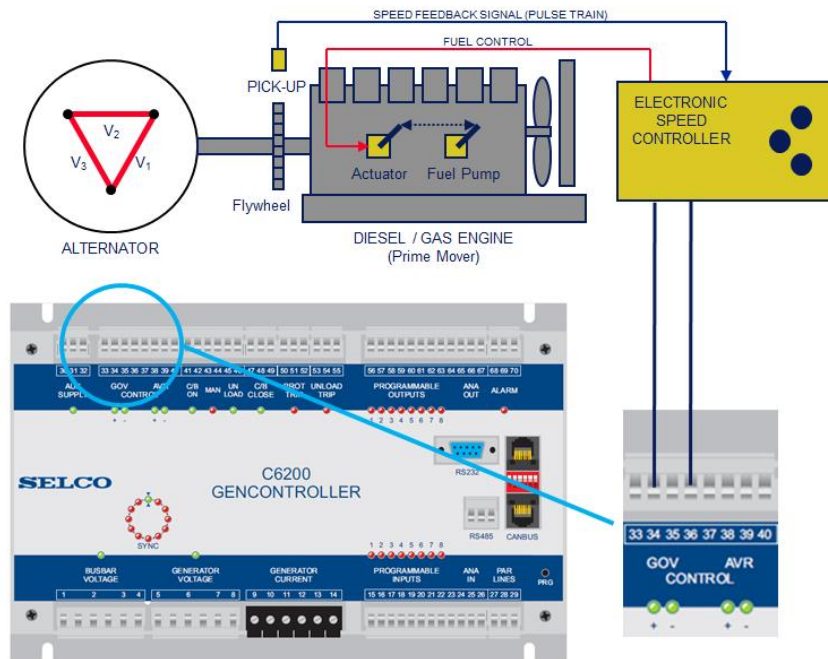 SPEED FEEDBACK SIGNAL (PULSE TRAIN)
FUEL CONTROL
PICK-UP
ELECTRONIC
SPEED
CONTROLLER
V2
V3 V1
Actuator Fuel Pump
Flywheel
ALTERNATOR
DIESEL / GAS ENGINE
(Prime Mover)
30 31 32 33 34 35 36 37 38 39 40 41 42 43 44 45 46 47 48 49 50 51 52 53 54 55 56 57 58 59 60 61 62 63 64 65 66 67 68 69 70
AUX GOV AVR C/B MAN UN C/B PROT UNLOAD PROGRAMMABLE ANA ALARM
SUPPLY CONTROL ON LOAD CLOSE TRIP TRIP OUTPUTS OUT
+ - + - 1 2 3 4 5 6 7 8
SELCO
C6200
GENCONTROLLER
RS232
SYNC
RS485 CANBUS
1 2 3 4 5 6 7 8
BUSBAR GENERATOR GENERATOR PROGRAMMABLE ANA PAR
VOLTAGE VOLTAGE CURRENT INPUTS IN LINES PRG
1 2 3 4 5 6 7 8 9 10 11 12 13 14 15 16 17 18 19 20 21 22 23 24 25 26 27 28 29
33 34 35 36 37 38 39 40
GOV AVR
CONTROL
+ - + -